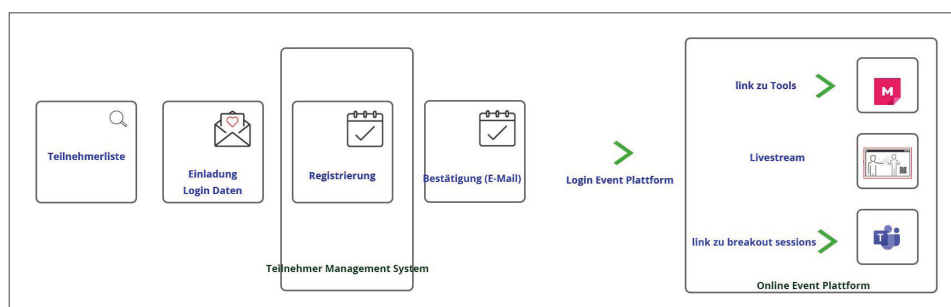 Teilnehmerliste
Einladung
Login Daten
Registrierung
Teilnehmer Management System
Bestätigung (E-Mail)
Login Event Plattform
link zu Tools
M
Livestream
link zu breakout sessions
T
Online Event Plattform